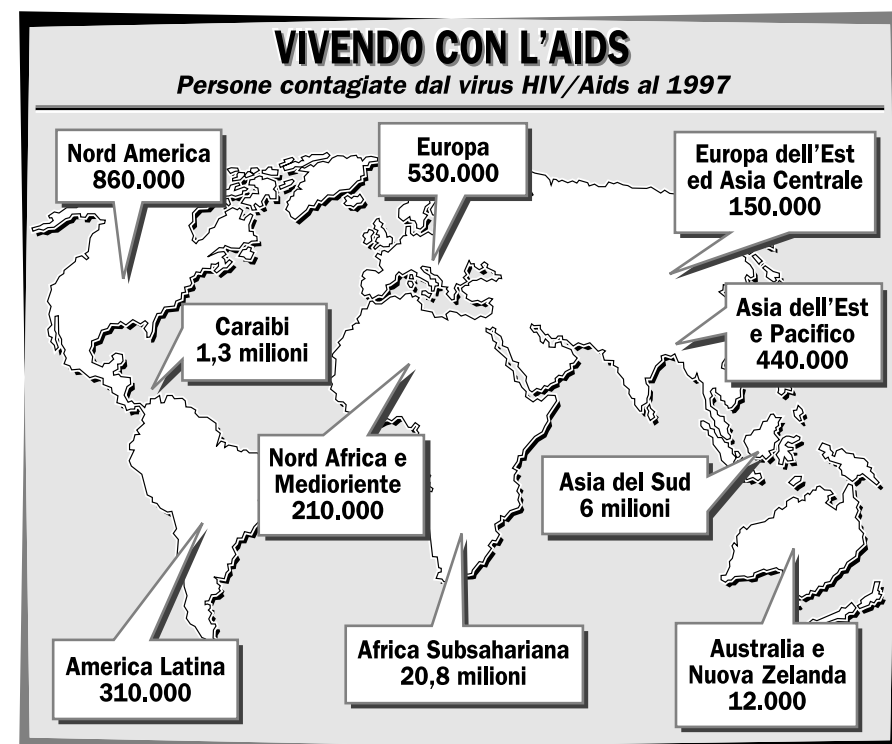 VIVENDO CON L'AIDS
Persone contagiate dal virus HIV/Aids al 1997
Nord America
860.000
Europa
530.000
Europa dell'Est
ed Asia Centrale
150.000
Caraibi
1,3 milioni
Asia dell'Est
e Pacifico
440.000
Nord Africa e
Medioriente
210.000
Asia del Sud
6 milioni
America Latina
310.000
Africa Subsahariana
20,8 milioni
Australia e
Nuova Zelanda
12.000